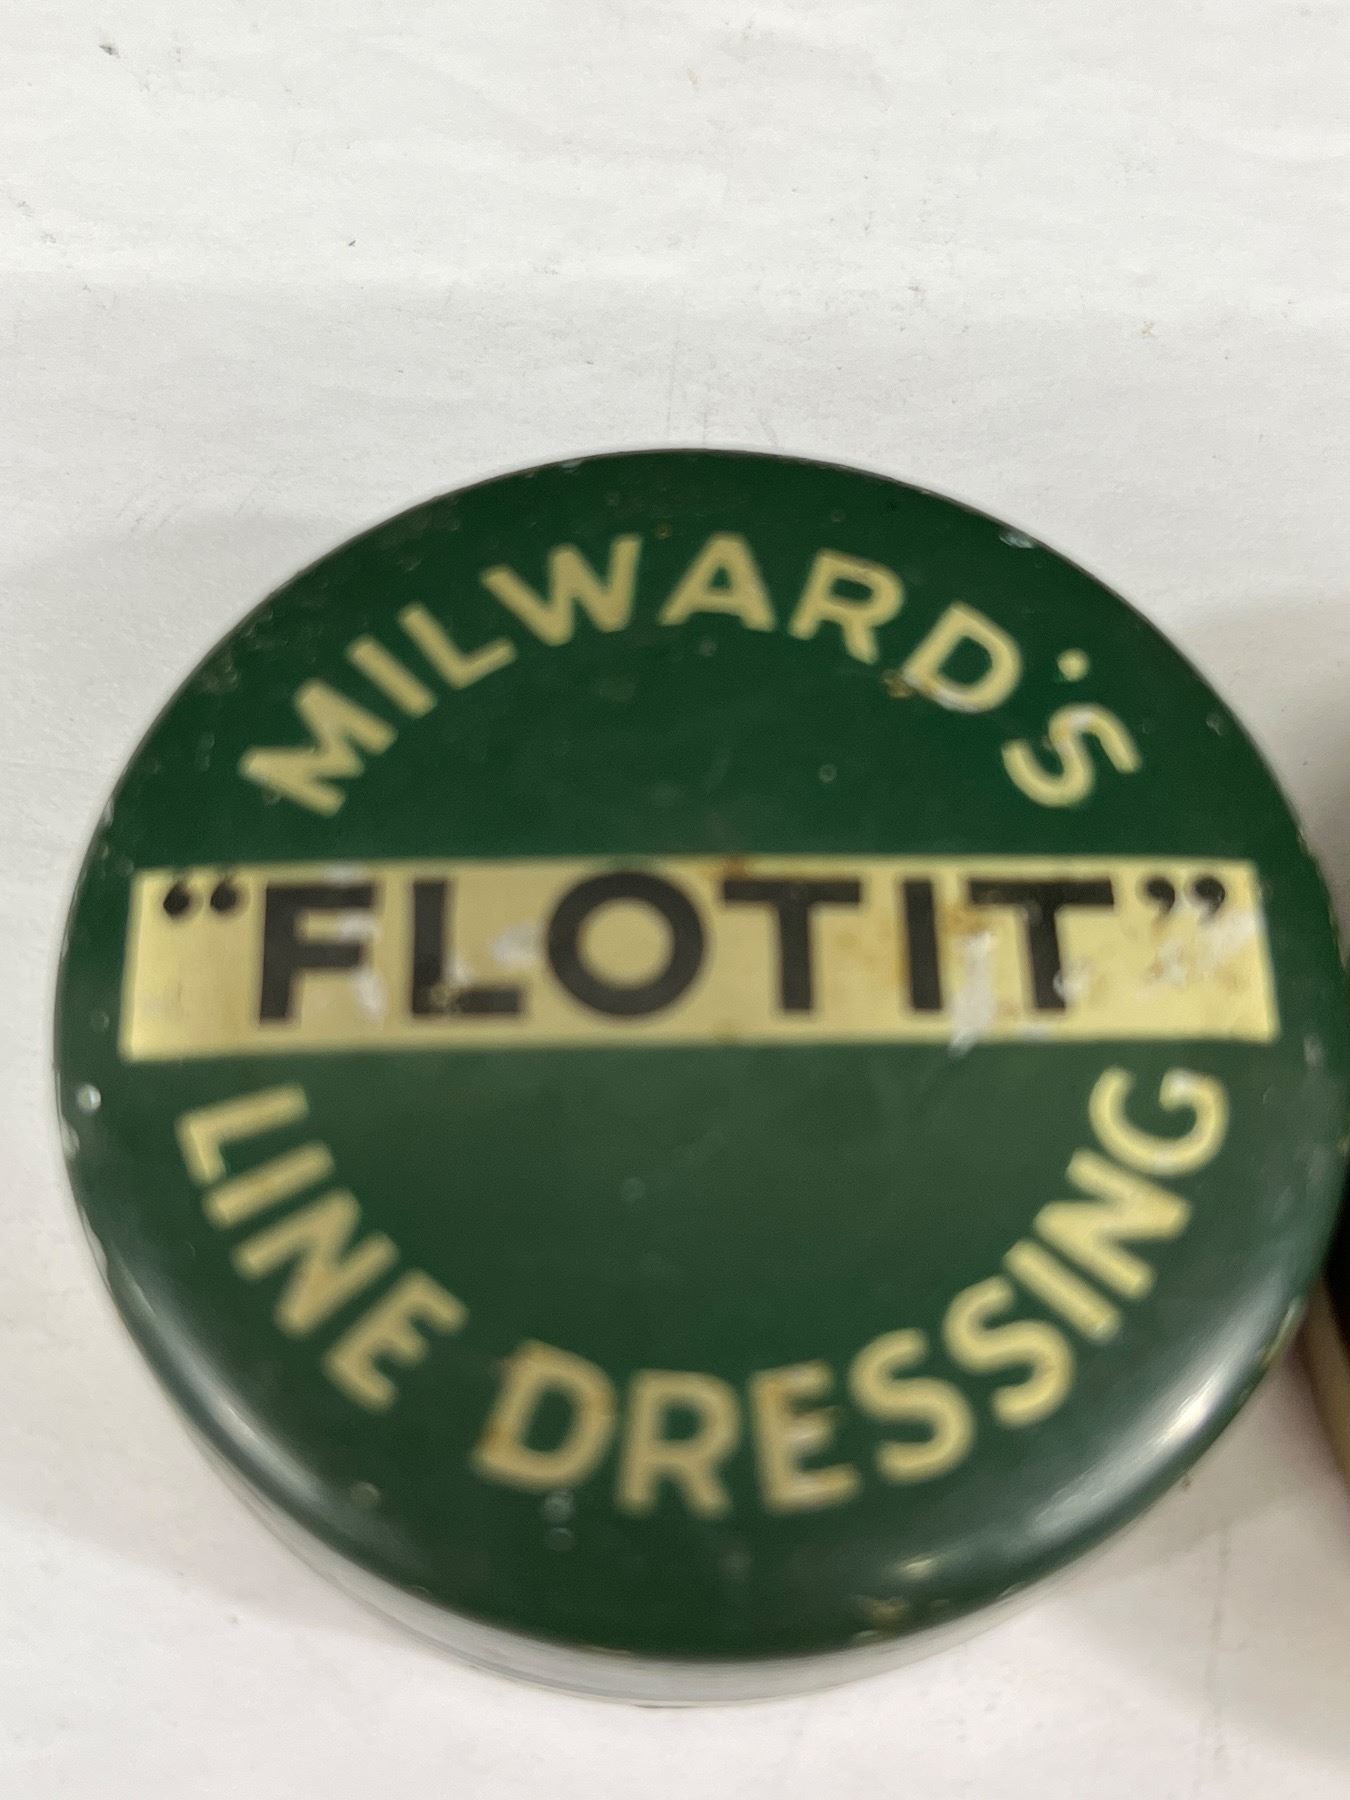 MILWARD'S
“FLOTIT”
LINE DRESSING